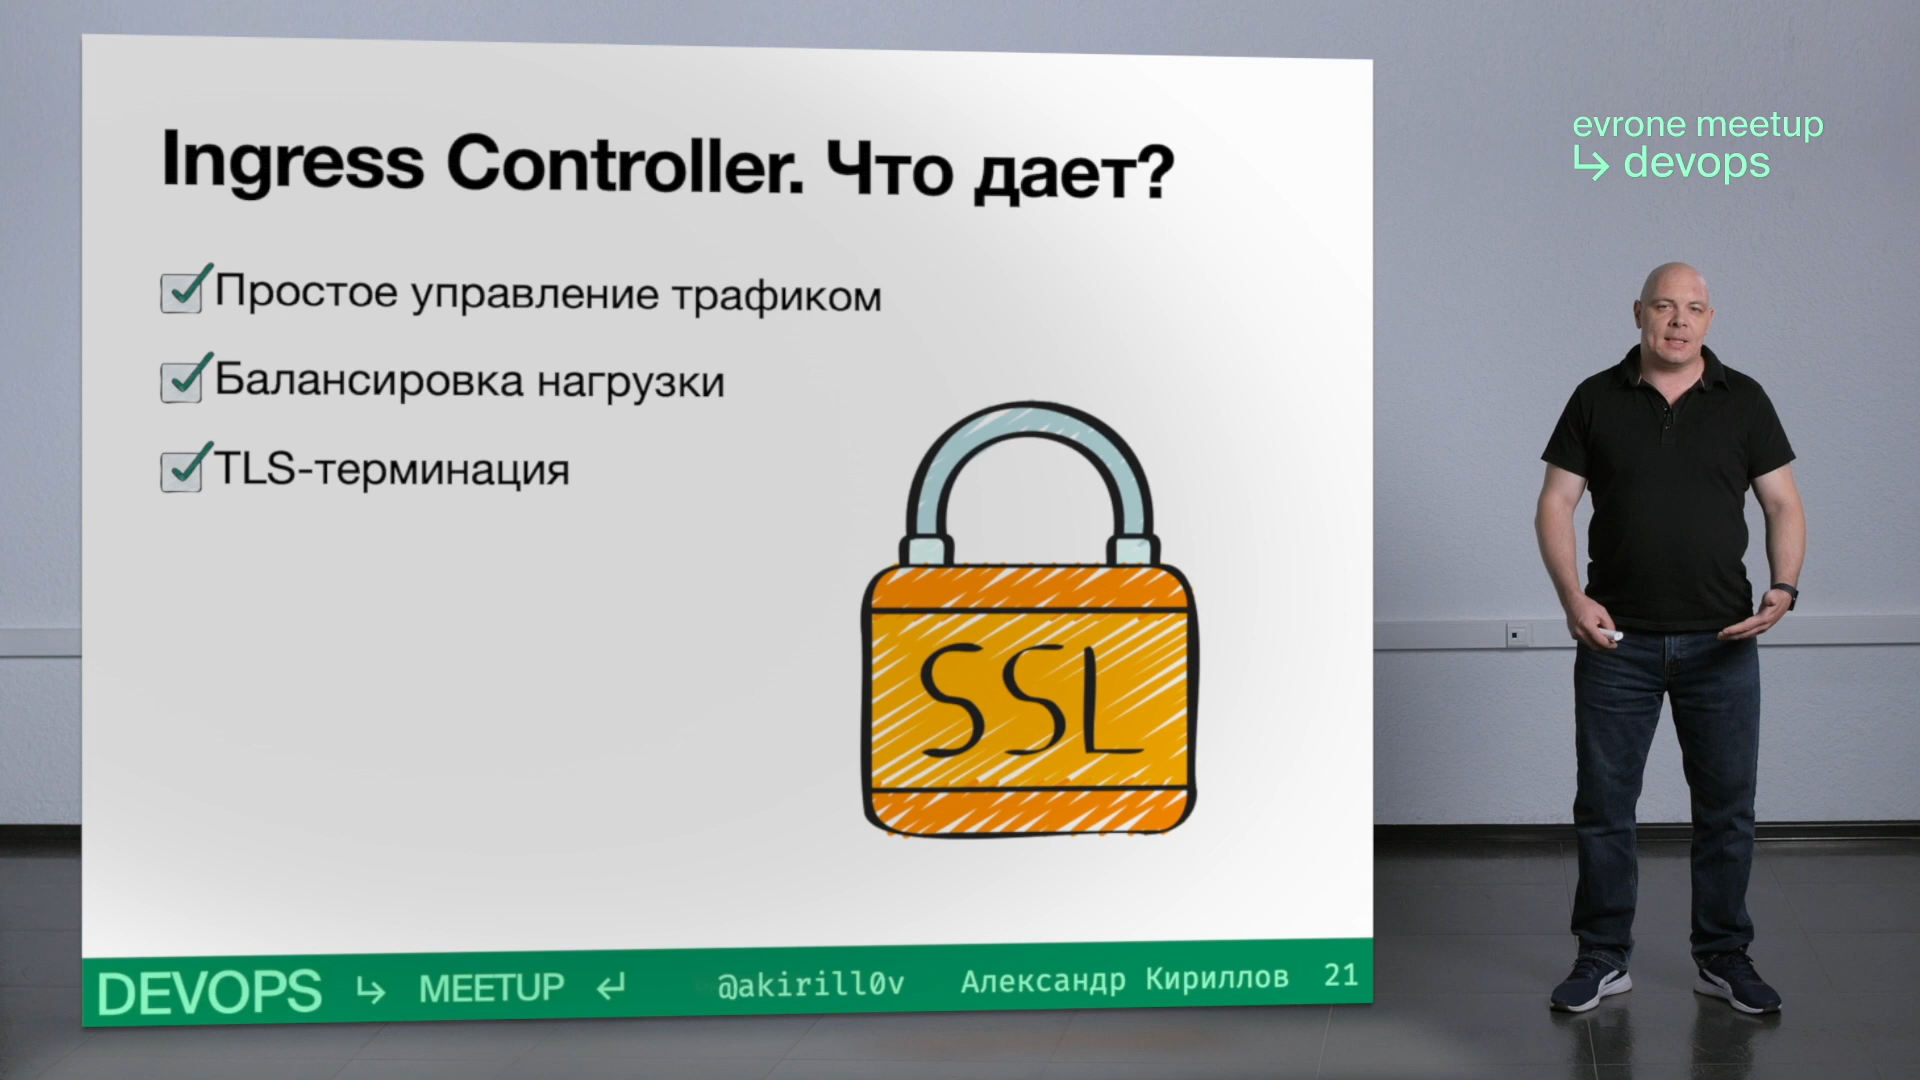 Ingress Controller. Что дает?
Простое управление трафиком
Балансировка нагрузки
TLS-терминация
SSL
DEVOPS ↳ MEETUP ↵ @akirill0v Александр Кириллов 21
evrone meetup
↳ devops